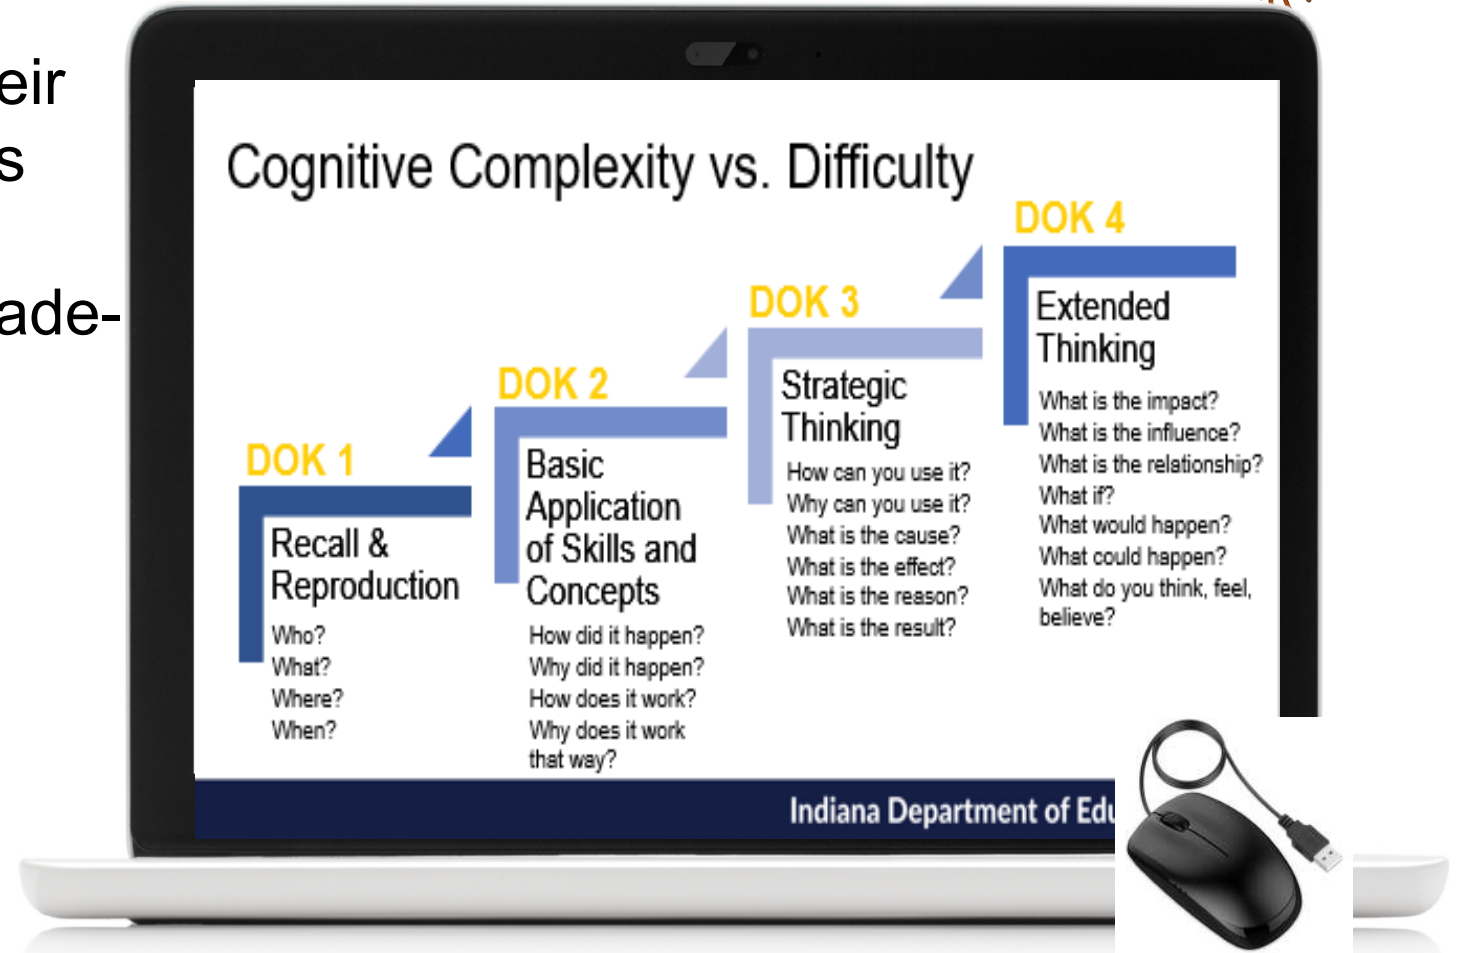 eir
s
ade-
Cognitive Complexity vs. Difficulty
DOK 1
Recall &
Reproduction
Who?
What?
Where?
When?
DOK 2
Basic
Application
of Skills and
Concepts
How did it happen?
Why did it happen?
How does it work?
Why does it work
that way?
DOK 3
Strategic
Thinking
How can you use it?
Why can you use it?
What is the cause?
What is the effect?
What is the reason?
What is the result?
DOK 4
Extended
Thinking
What is the impact?
What is the influence?
What is the relationship?
What if?
What would happen?
What could happen?
What do you think, feel,
believe?
Indiana Department of Edu